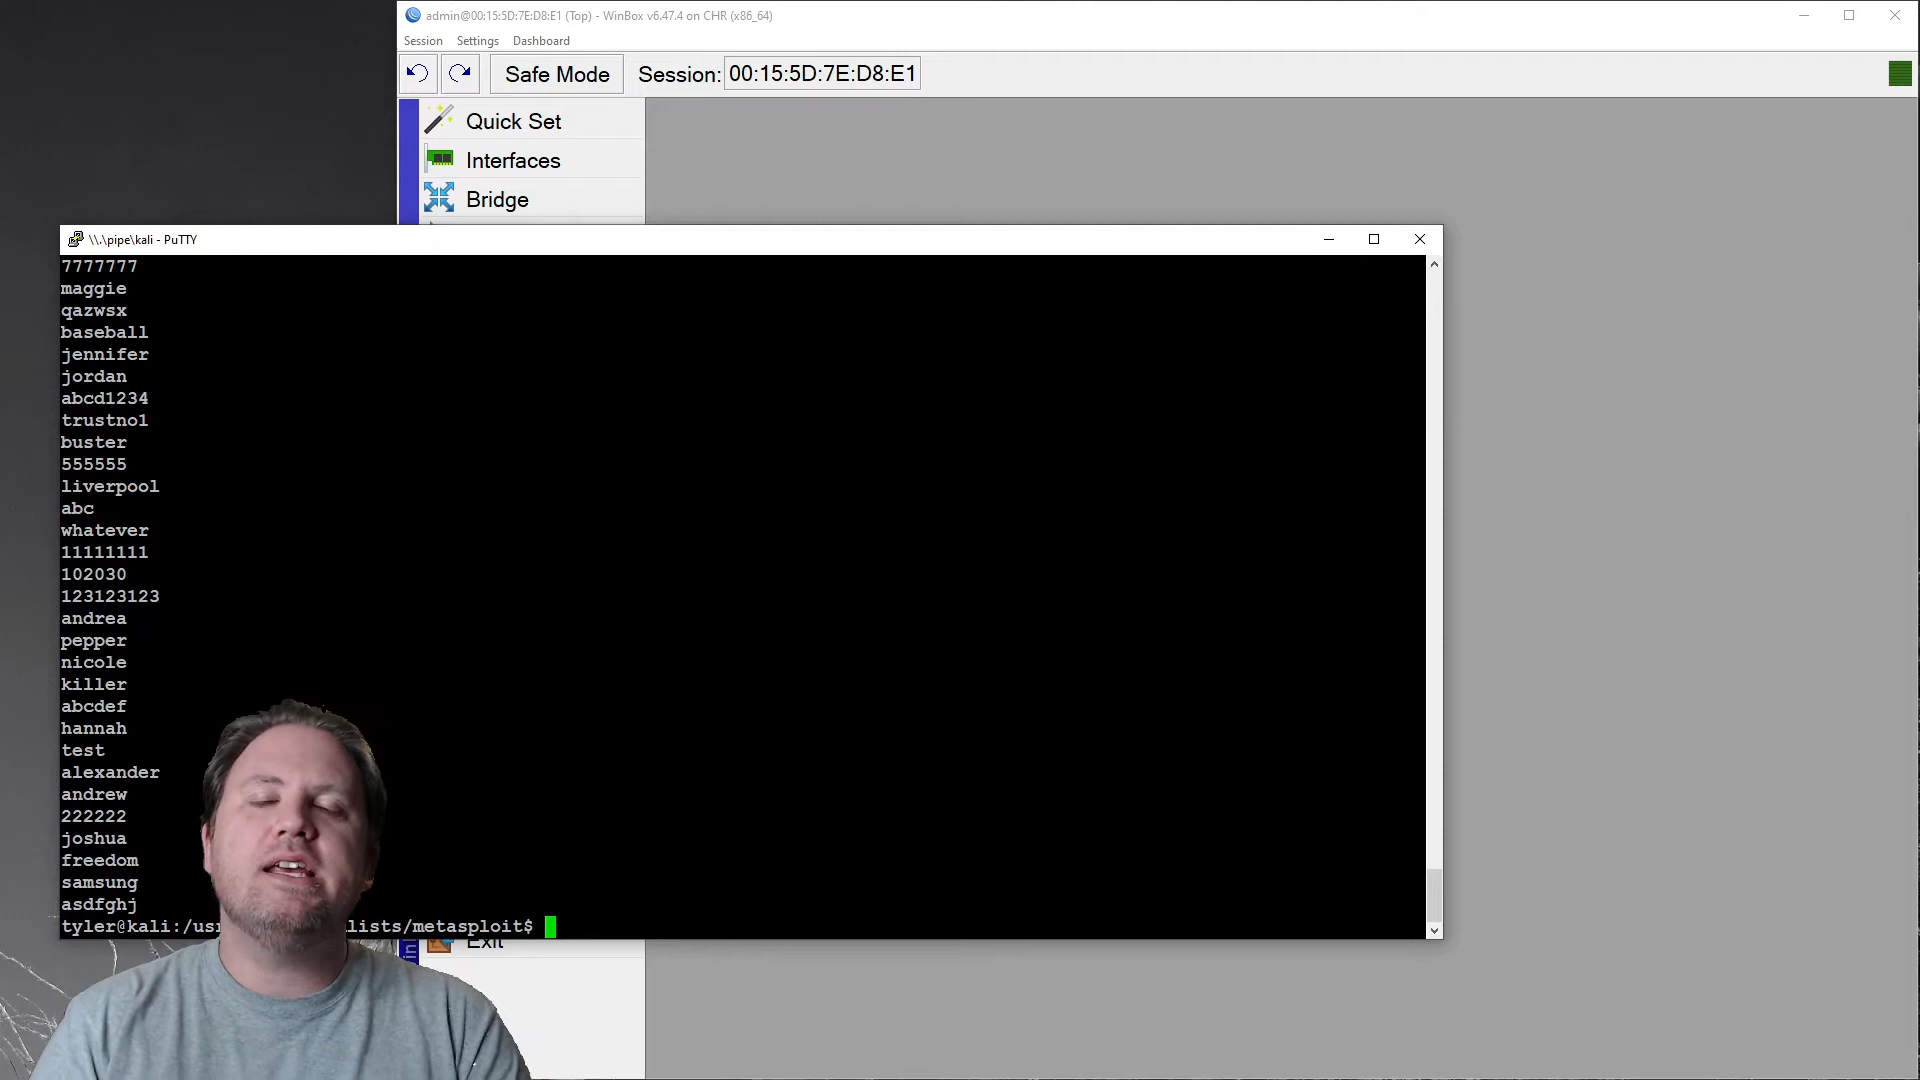 admin@00:15:5D:7E:D8:E1 (Top) - WinBox v6.47.4 on CHR (x86_64)
Session Settings Dashboard
Safe Mode Session: 00:15:5D:7E:D8:E1
Quick Set
Interfaces
Bridge
\\.\pipe\kali - PuTTY
7777777
maggie
qazwsx
baseball
jennifer
jordan
abcd1234
trustno1
buster
555555
liverpool
abc
whatever
11111111
102030
123123123
andrea
pepper
nicole
killer
abcdef
hannah
test
alexander
andrew
222222
joshua
freedom
samsung
asdfghj
tyler@kali:/us lists/metasploit$
Exit